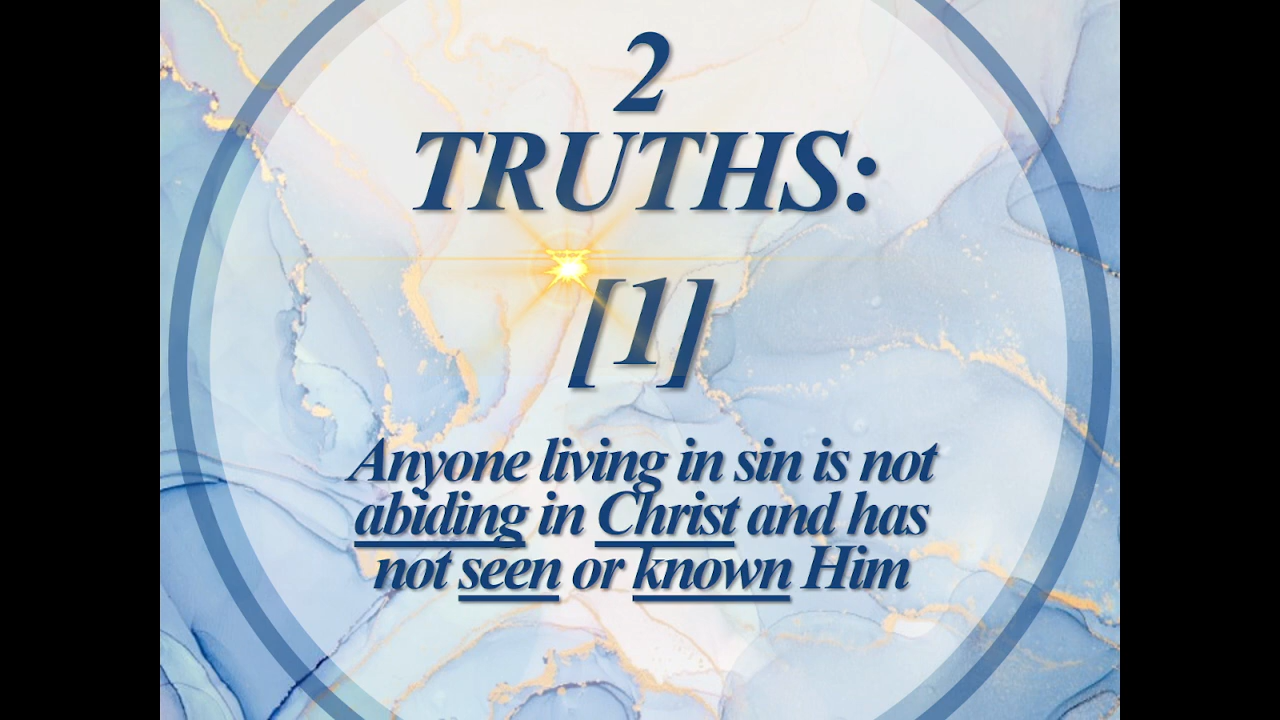 2
TRUTHS:
[1]
Anyone living in sin is not
abiding in Christ and has
not seen or known Him